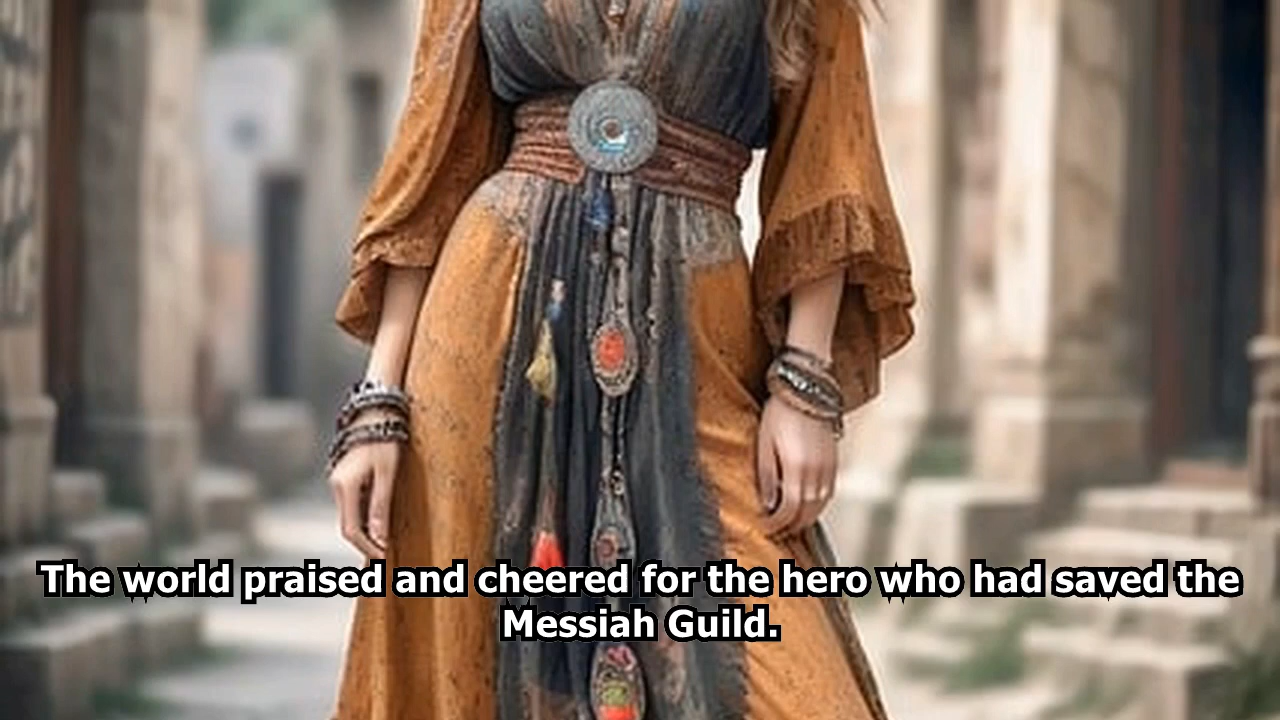 The world praised and cheered for the hero who had saved the
Messiah Guild.